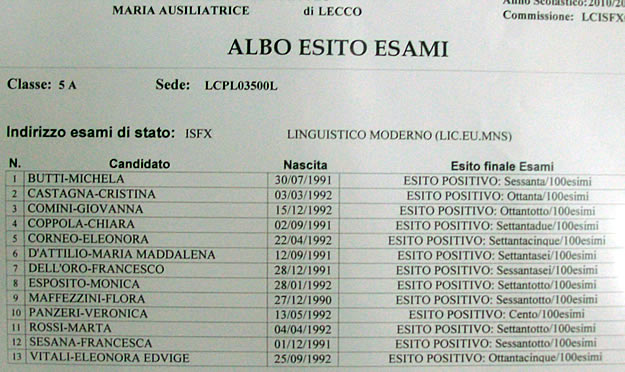 MARIA AUSILIATRICE di LECCO
Anno Scolastico: 2010/20
Commissione: LCISFX
ALBO ESITO ESAMI
Classe: 5 A Sede: LCPL03500L
Indirizzo esami di stato: ISFX LINGUISTICO MODERNO (LIC.EU.MNS)
N. Candidato Nascita Esito finale Esami
1 BUTTI-MICHELA 30/07/1991 ESITO POSITIVO: Sessanta/100esimi
2 CASTAGNA-CRISTINA 03/03/1992 ESITO POSITIVO: Ottanta/100esimi
3 COMINI-GIOVANNA 15/12/1992 ESITO POSITIVO: Ottantotto/100esimi
4 COPPOLA-CHIARA 02/09/1991 ESITO POSITIVO: Settantadue/100esimi
5 CORNEO-ELEONORA 22/04/1992 ESITO POSITIVO: Settantacinque/100esimi
6 D'ATTILIO-MARIA MADDALENA 12/09/1991 ESITO POSITIVO: Settantasei/100esimi
7 DELL'ORO-FRANCESCO 28/12/1991 ESITO POSITIVO: Sessantasei/100esimi
8 ESPOSITO-MONICA 28/01/1992 ESITO POSITIVO: Settantotto/100esimi
9 MAFFEZZINI-FLORA 27/12/1990 ESITO POSITIVO: Sessantotto/100esimi
10 PANZERI-VERONICA 13/05/1992 ESITO POSITIVO: Cento/100esimi
11 ROSSI-MARTA 04/04/1992 ESITO POSITIVO: Settantotto/100esimi
12 SESANA-FRANCESCA 01/12/1991 ESITO POSITIVO: Settantotto/100esimi
13 VITALI-ELEONORA EDVIGE 25/09/1992 ESITO POSITIVO: Ottantacinque/100esimi